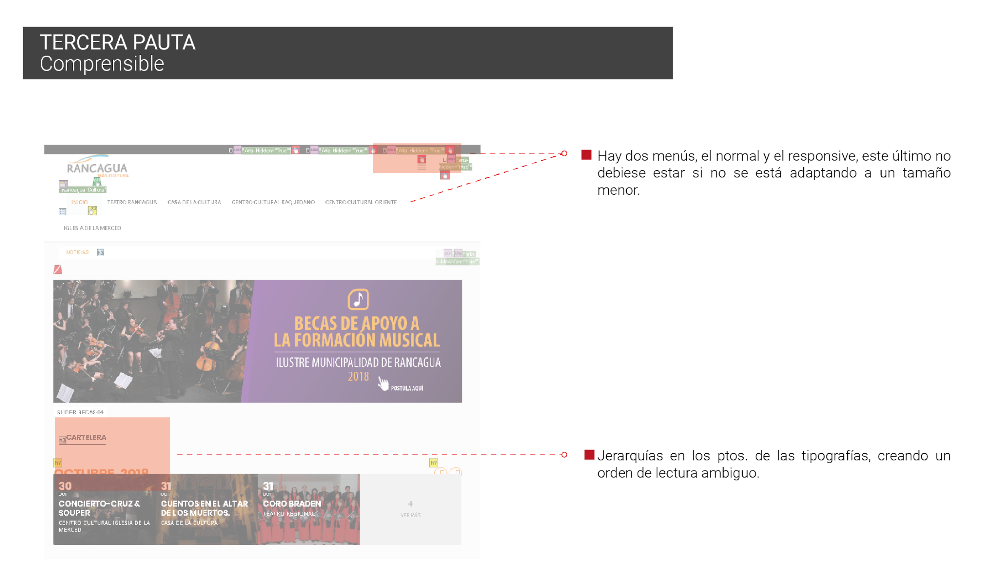 TERCERA PAUTA
Comprensible
ARIA *"Aria-Hidden="True"" ARIA *"Aria-Hidden="True"" ARIA *"Aria-Hidden="True""
ARIA *"aria-
hidden="true""
RANCAGUA
MÁS CULTURA
alt
Rancagua Cultura"
INICIO TEATRO RANCAGUA CASA DE LA CULTURA CENTRO CULTURAL BAQUEDANO CENTRO CULTURAL ORIENTE
X2
IGLESIA DE LA MERCED
NOTICIAS h3
BECAS DE APOYO A
LA FORMACIÓN MUSICAL
ILUSTRE MUNICIPALIDAD DE RANCAGUA
2018
POSTULA AQUÍ
SLIDER BECAS-04
h3 CARTELERA
h? h?
OCTUBRE 2018
30
OCT
CONCIERTO–CRUZ &
SOUPER
CENTRO CULTURAL IGLESIA DE LA
MERCED
31
OCT
CUENTOS EN EL ALTAR
DE LOS MUERTOS.
CASA DE LA CULTURA
31
OCT
CORO BRADEN
TEATRO REGIONAL
+
VER MÁS
Hay dos menús, el normal y el responsive, este último no
debiese estar si no se está adaptando a un tamaño
menor.
Jerarquías en los ptos. de las tipografías, creando un
orden de lectura ambiguo.